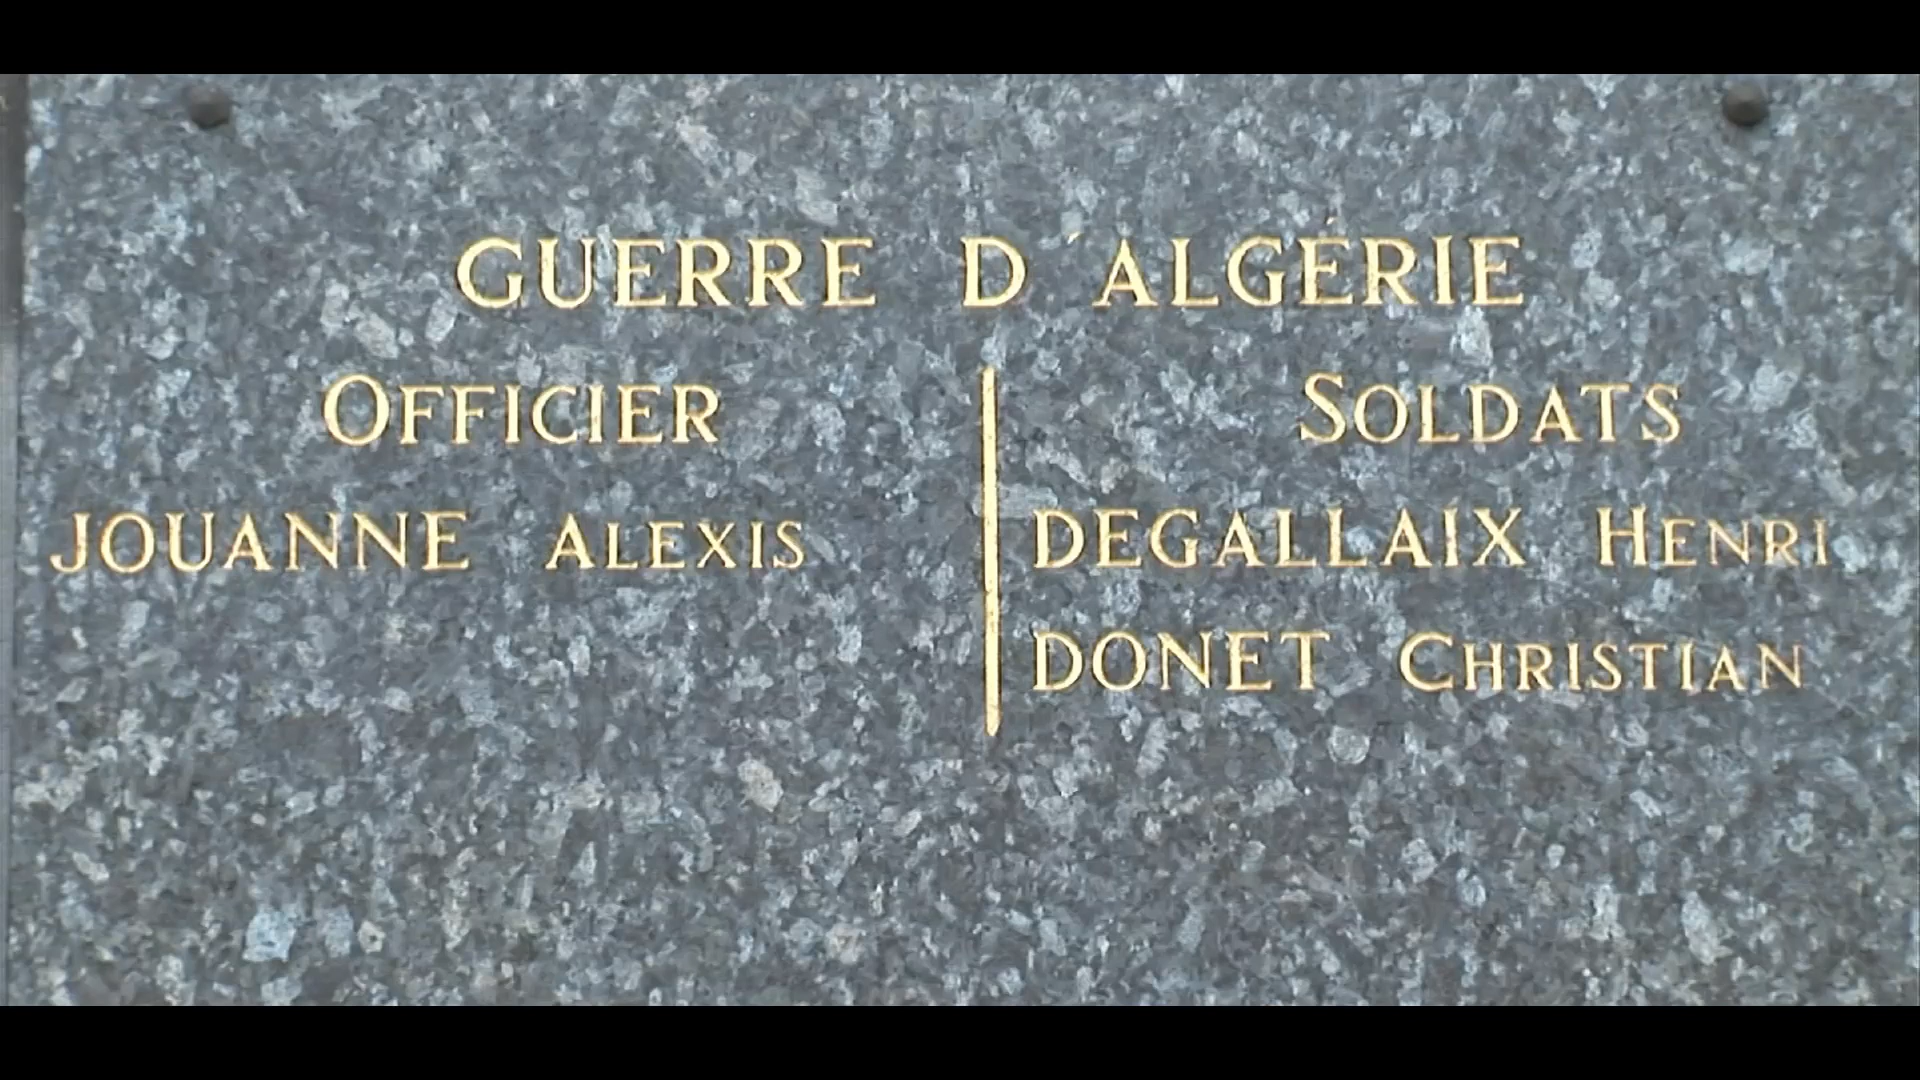 GUERRE D'ALGÉRIE
OFFICIER
JOUANNE ALEXIS
SOLDATS
DEGALLAIX HENRI
DONET CHRISTIAN